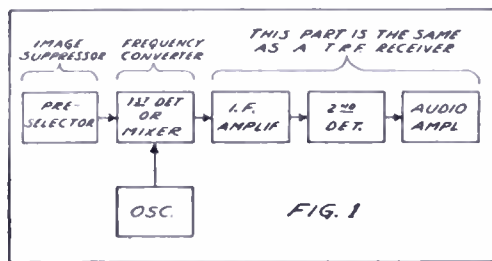 IMAGE
SUPPRESSOR
FREQUENCY
CONVERTER
THIS PART IS THE SAME
AS A T.R.F. RECEIVER
PRE-
SELECTOR
1ST DET
OR
MIXER
I.F.
AMPLIF
2ND
DET.
AUDIO
AMPL
OSC.
FIG. 1